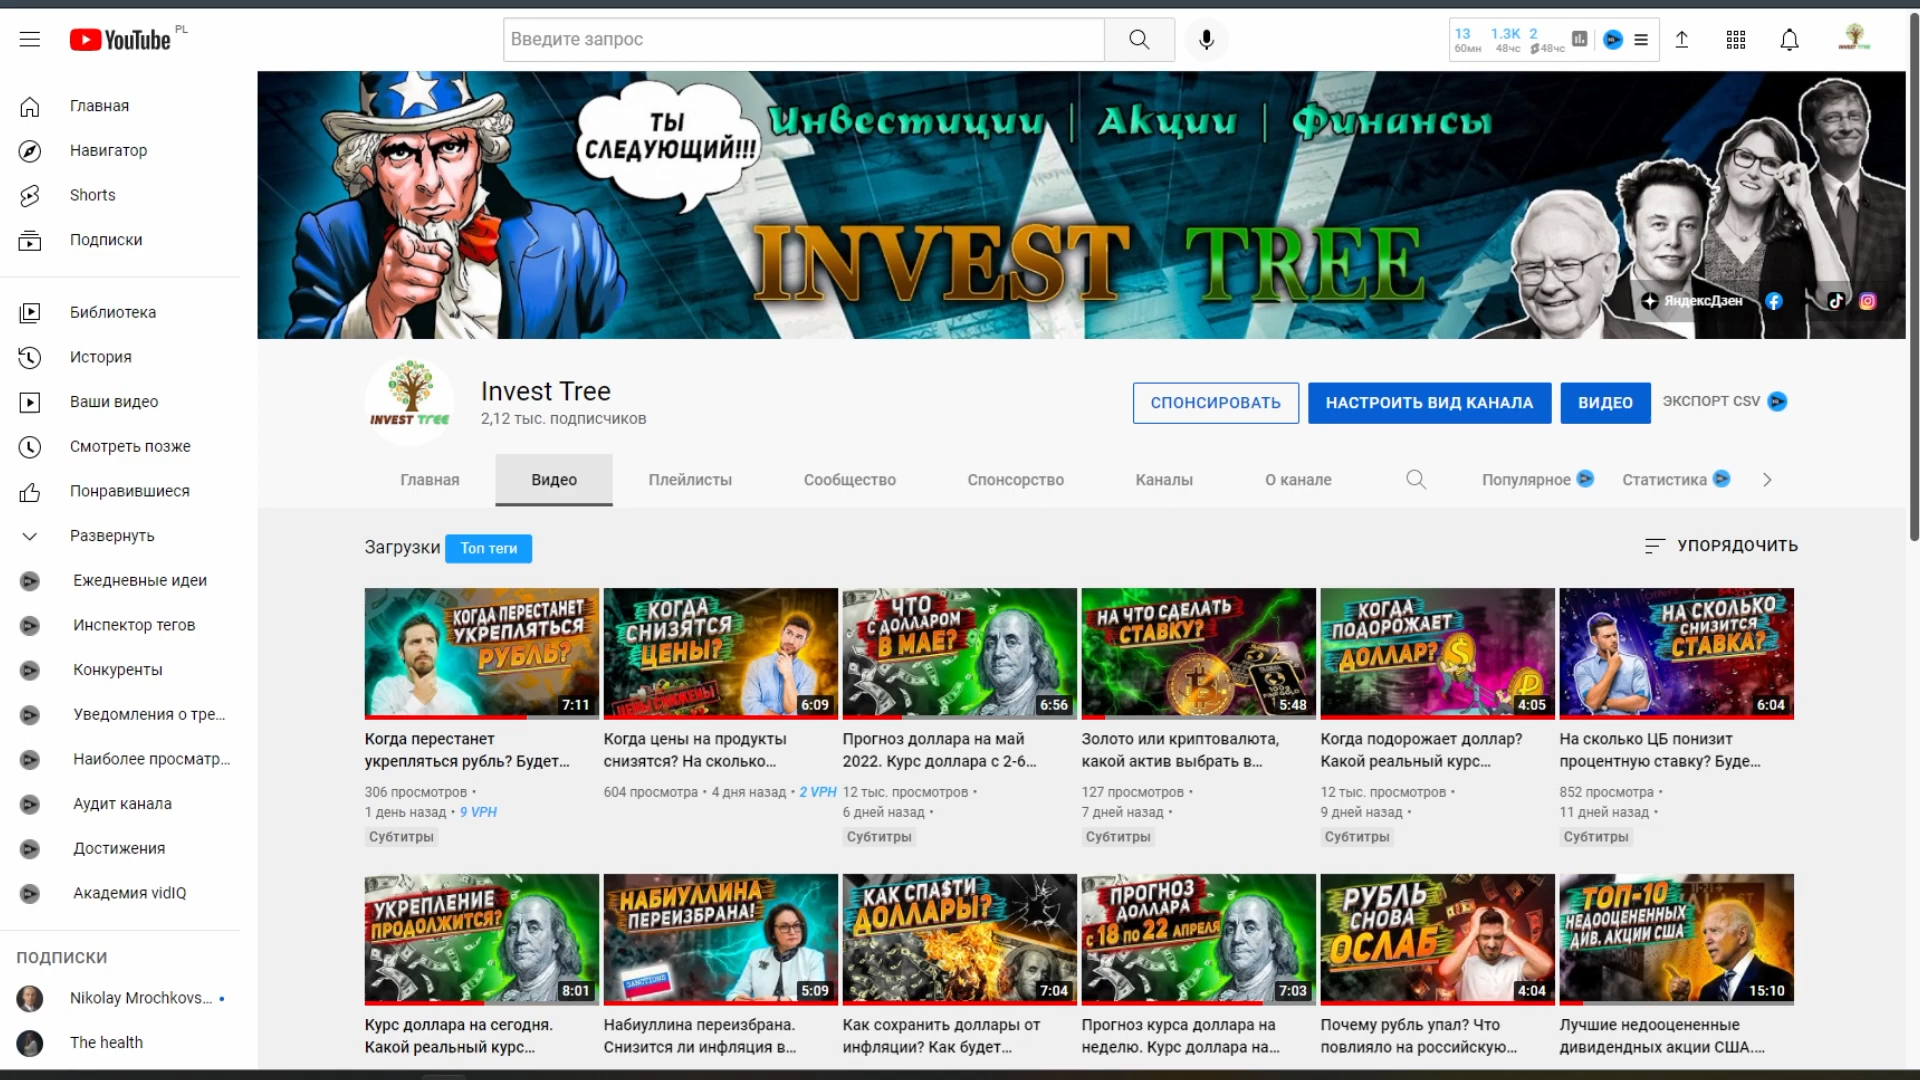 YouTube PL
Введите запрос
13 1.3K 2
60мн 48чс 48чс
Главная
Навигатор
Shorts
Подписки
Библиотека
История
Ваши видео
Смотреть позже
Понравившиеся
Развернуть
Ежедневные идеи
Инспектор тегов
Конкуренты
Уведомления о тре...
Наиболее просматр...
Аудит канала
Достижения
Академия vidIQ
ПОДПИСКИ
Nikolay Mrochkovs...
The health
ТЫ
СЛЕДУЮЩИЙ!!!
Инвестиции | Акции | Финансы
INVEST TREE
ЯндексДзен
INVEST TREE
Invest Tree
2,12 тыс. подписчиков
СПОНСИРОВАТЬ
НАСТРОИТЬ ВИД КАНАЛА
ВИДЕО
ЭКСПОРТ CSV
Главная Видео Плейлисты Сообщество Спонсорство Каналы О канале Популярное Статистика
Загрузки Топ теги
УПОРЯДОЧИТЬ
КОГДА ПЕРЕСТАНЕТ
УКРЕПЛЯТЬСЯ
РУБЛЬ?
7:11
Когда перестанет
укрепляться рубль? Будет...
306 просмотров •
1 день назад • 9 VPH
Субтитры
КОГДА
СНИЗЯТСЯ
ЦЕНЫ?
ЦЕНЫ СНИЖЕНЫ
6:09
Когда цены на продукты
снизятся? На сколько...
604 просмотра • 4 дня назад • 2 VPH
ЧТО
С ДОЛЛАРОМ
В МАЕ?
6:56
Прогноз доллара на май
2022. Курс доллара с 2-6...
12 тыс. просмотров •
6 дней назад •
Субтитры
НА ЧТО СДЕЛАТЬ
СТАВКУ?
5:48
Золото или криптовалюта,
какой актив выбрать в...
127 просмотров •
7 дней назад •
Субтитры
КОГДА
ПОДОРОЖАЕТ
ДОЛЛАР?
4:05
Когда подорожает доллар?
Какой реальный курс...
12 тыс. просмотров •
9 дней назад •
Субтитры
НА СКОЛЬКО
СНИЗИТСЯ
СТАВКА?
6:04
На сколько ЦБ понизит
процентную ставку? Буде...
852 просмотра •
11 дней назад •
Субтитры
УКРЕПЛЕНИЕ
ПРОДОЛЖИТСЯ?
8:01
Курс доллара на сегодня.
Какой реальный курс...
НАБИУЛЛИНА
ПЕРЕИЗБРАНА!
SANCTIONS
5:09
Набиуллина переизбрана.
Снизится ли инфляция в...
КАК СПА$ТИ
ДОЛЛАРЫ?
7:04
Как сохранить доллары от
инфляции? Как будет...
ПРОГНОЗ
ДОЛЛАРА
С 18 ПО 22 АПРЕЛЯ
7:03
Прогноз курса доллара на
неделю. Курс доллара на...
РУБЛЬ
СНОВА
ОСЛАБ
4:04
Почему рубль упал? Что
повлияло на российскую...
ТОП-10
НЕДООЦЕНЕННЫХ
ДИВ. АКЦИИ США
15:10
Лучшие недооцененные
дивидендных акции США....